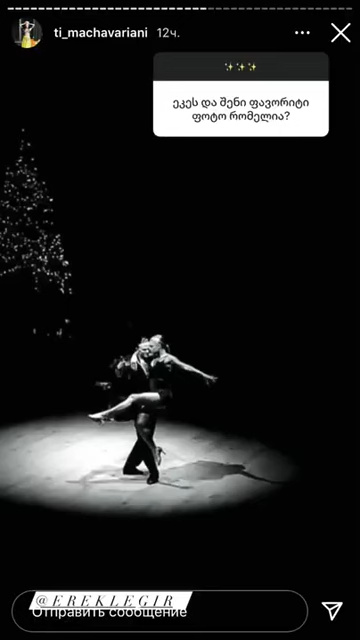 ti_machavariani 12ч.
✨✨✨
ეკეს და შენი ფავორიტი
ფოტო რომელია?
@EREKLEGIR
Отправить сообщение